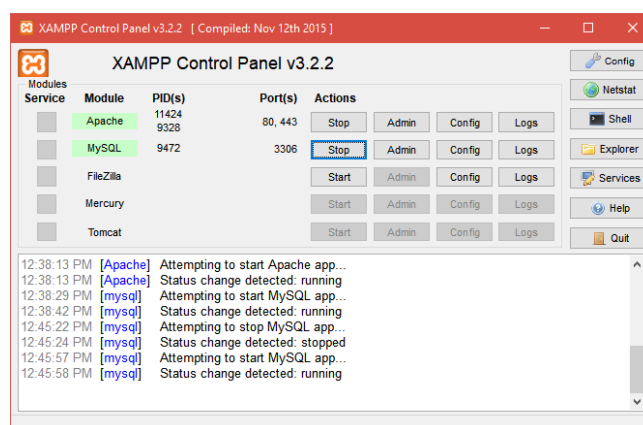 XAMPP Control Panel v3.2.2 [ Compiled: Nov 12th 2015 ]
XAMPP Control Panel v3.2.2
Config
Modules
Service Module PID(s) Port(s) Actions
Netstat
Apache 11424 9328 80, 443 Stop Admin Config Logs
Shell
MySQL 9472 3306 Stop Admin Config Logs
Explorer
FileZilla Start Admin Config Logs
Services
Mercury Start Admin Config Logs
Help
Tomcat Start Admin Config Logs
Quit
12:38:13 PM [Apache] Attempting to start Apache app...
12:38:13 PM [Apache] Status change detected: running
12:38:29 PM [mysql] Attempting to start MySQL app...
12:38:42 PM [mysql] Status change detected: running
12:45:22 PM [mysql] Attempting to stop MySQL app...
12:45:24 PM [mysql] Status change detected: stopped
12:45:57 PM [mysql] Attempting to start MySQL app...
12:45:58 PM [mysql] Status change detected: running